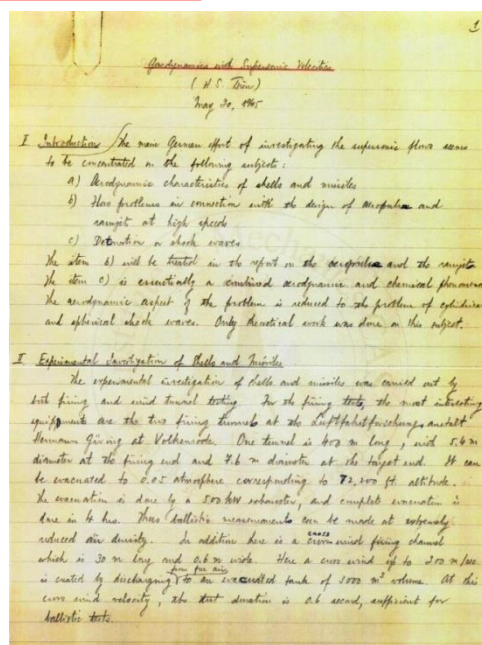 1
Gasdynamics with Supersonic Velocities
( H. S. Tsien )
May 30, 1945
I Introduction / The main German effort of investigating the supersonic flows seems
to be concentrated on the following subjects :
a) Aerodynamic characteristics of shells and missiles
b) Flow problems in connection with the design of aeropulse and
ramjet at high speeds
c) Detonation or shock waves
The item b) will be treated in the report on the aeropulse and the ramjets.
The item c) is essentially a combined aerodynamic and chemical phenomenon.
The aerodynamic aspect of the problem is reduced to the problem of cylindrical
and spherical shock waves. Only theoretical work was done on this subject.
II Experimental Investigation of Shells and Missiles
The experimental investigation of shells and missiles was carried out by
both firing and wind tunnel testing. For the firing tests, the most interesting
equipments are the two firing tunnels at the Luftfahrtforschungsanstalt
Hermann Göring at Volkenrode. One tunnel is 400 m long, with 5.6 m
diameter at the firing end and 7.6 m diameter at the target end. It can
be evacuated to 0.05 atmosphere corresponding to 72,200 ft. altitude.
The evacuation is done by a 500 kW exhauster, and complete evacuation is
done in 4 hrs. Thus ballistic measurements can be made at extremely
reduced air density. In addition there is a cross wind firing channel
which is 30 m long and 0.6 m wide. Here a cross wind up to 200 m/sec
is created by discharging from free air to an evacuated tank of 1000 m³ volume. At this
cross wind velocity, the test duration is 0.6 second, sufficient for
ballistic tests.